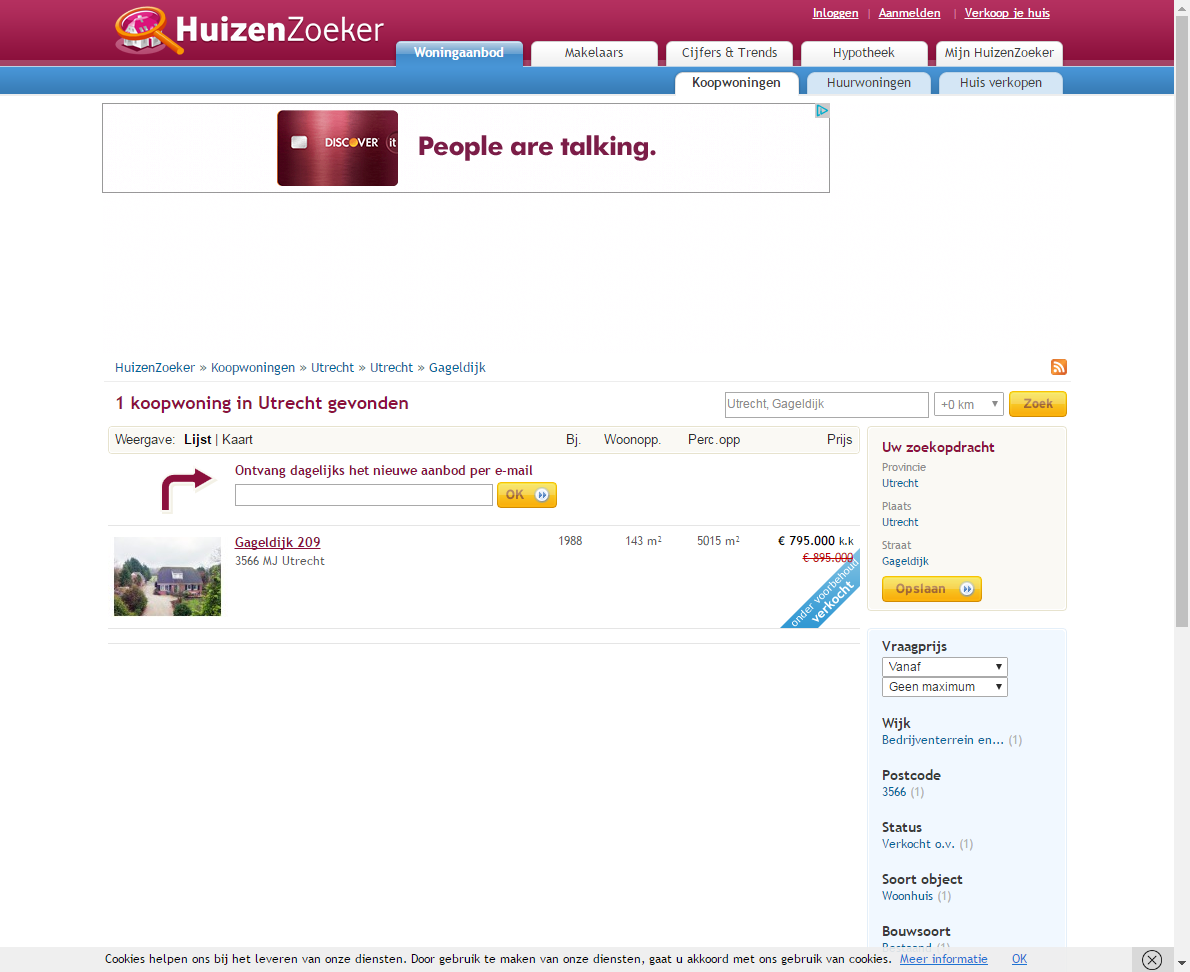 Inloggen | Aanmelden | Verkoop je huis
HuizenZoeker
Woningaanbod Makelaars Cijfers & Trends Hypotheek Mijn HuizenZoeker
Koopwoningen Huurwoningen Huis verkopen
DISCOVER it People are talking.
HuizenZoeker » Koopwoningen » Utrecht » Utrecht » Gageldijk
1 koopwoning in Utrecht gevonden
Utrecht, Gageldijk +0 km Zoek
Weergave: Lijst | Kaart Bj. Woonopp. Perc.opp Prijs
Ontvang dagelijks het nieuwe aanbod per e-mail
OK
Gageldijk 209 1988 143 m² 5015 m² € 795.000 k.k
3566 MJ Utrecht € 895.000
onder voorbehoud
verkocht
Uw zoekopdracht
Provincie
Utrecht
Plaats
Utrecht
Straat
Gageldijk
Opslaan
Vraagprijs
Vanaf
Geen maximum
Wijk
Bedrijventerrein en... (1)
Postcode
3566 (1)
Status
Verkocht o.v. (1)
Soort object
Woonhuis (1)
Bouwsoort
Cookies helpen ons bij het leveren van onze diensten. Door gebruik te maken van onze diensten, gaat u akkoord met ons gebruik van cookies. Meer informatie OK